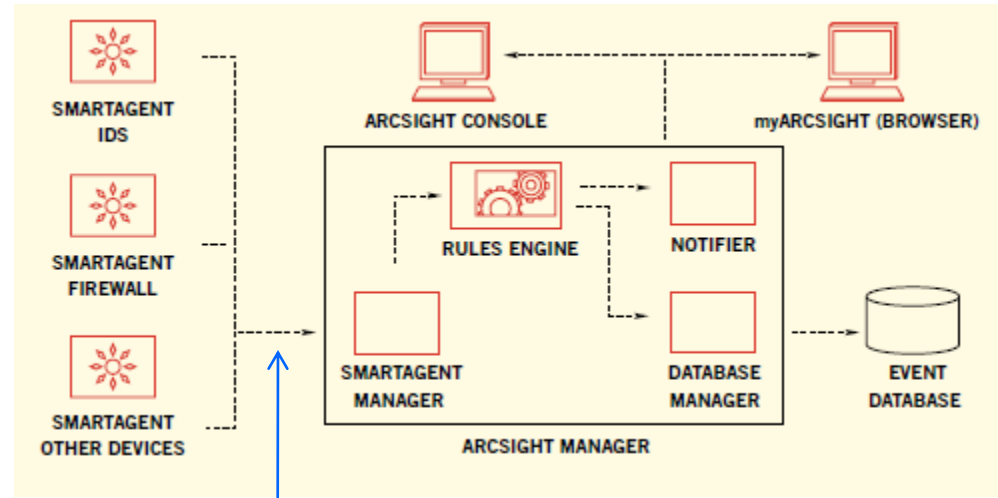 SMARTAGENT
IDS
ARCSIGHT CONSOLE
myARCSIGHT (BROWSER)
SMARTAGENT
FIREWALL
RULES ENGINE
NOTIFIER
SMARTAGENT
OTHER DEVICES
SMARTAGENT
MANAGER
DATABASE
MANAGER
EVENT
DATABASE
ARCSIGHT MANAGER